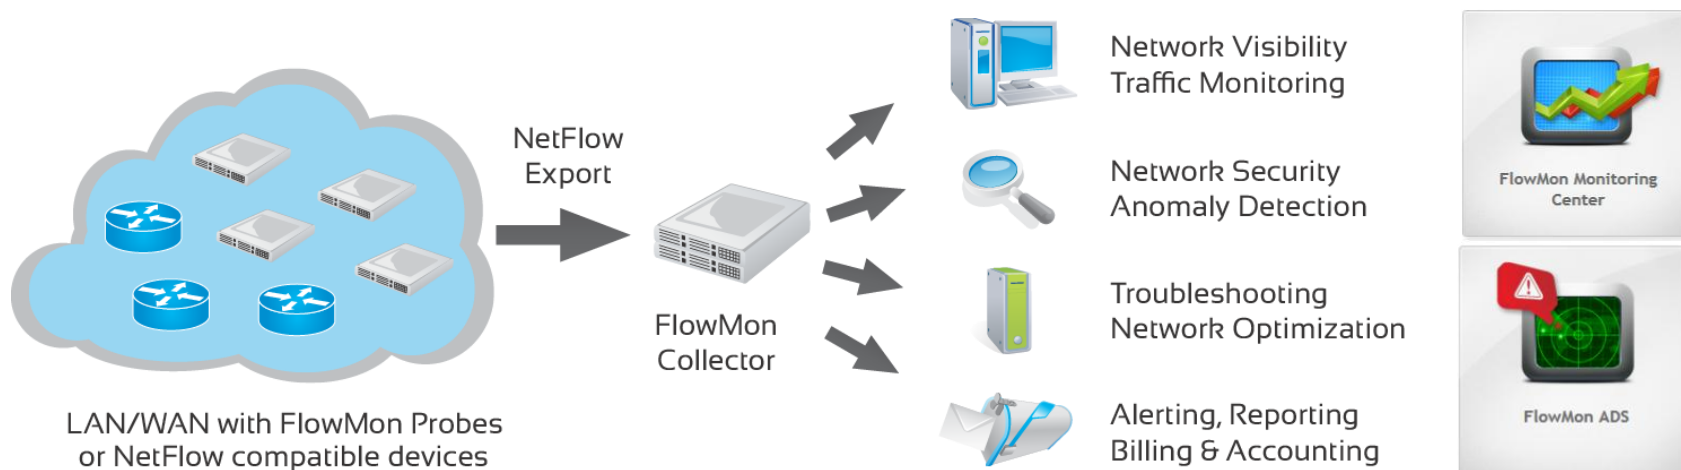 NetFlow
Export
LAN/WAN with FlowMon Probes
or NetFlow compatible devices
FlowMon
Collector
Network Visibility
Traffic Monitoring
Network Security
Anomaly Detection
Troubleshooting
Network Optimization
Alerting, Reporting
Billing & Accounting
FlowMon Monitoring
Center
FlowMon ADS